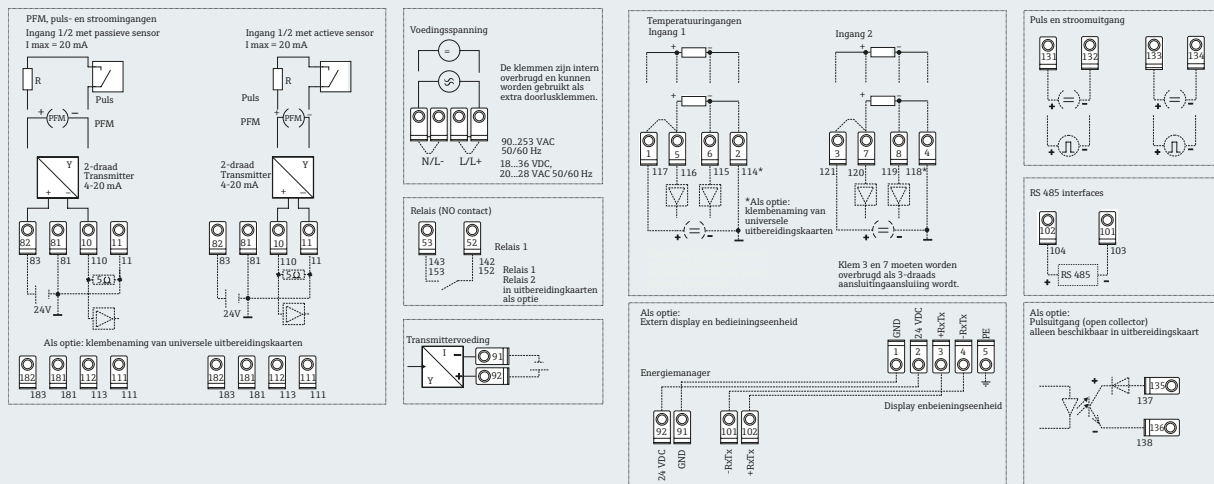 PFM, puls- en stroomingangen
Ingang 1/2 met passieve sensor
I max = 20 mA
Ingang 1/2 met actieve sensor
I max = 20 mA
R
Puls
+ PFM −
PFM
Y
+ −
2-draad
Transmitter
4-20 mA
R
Puls
+ PFM −
PFM
2-draad
Transmitter
4-20 mA
Y
+ −
82 81 10 11
83 81 110 11
5Ω
24V
82 81 10 11
83 81 110 11
5Ω
24V
Als optie: klembenaming van universele uitbereidingskaarten
182 181 112 111
183 181 113 111
182 181 112 111
183 181 113 111
Voedingsspanning
De klemmen zijn intern
overbrugd en kunnen
worden gebruikt als
extra doorlusklemmen.
N/L- L/L+
90..253 VAC
50/60 Hz
18...36 VDC,
20...28 VAC 50/60 Hz
Relais (NO contact)
53 52
Relais 1
143 142
153 152
Relais 1
Relais 2
in uitbereidingkaarten
als optie
Transmittervoeding
I −
Y +
91
92
Temperatuuringangen
Ingang 1
Ingang 2
+ −
+ −
+ −
+ −
1 5 6 2
117 116 115 114*
3 7 8 4
121 120 119 118*
*Als optie:
klembenaming van
universele
uitbereidingskaarten
+ = −
+ = −
Klem 3 en 7 moeten worden
overbrugd als 3-draads
aansluitingaansluiing wordt.
Als optie:
Extern display en bedieiningseenheid
GND
24 VDC
+RxTx
-RxTx
PE
1 2 3 4 5
Energiemanager
Display enbeieningseenheid
92 91 101 102
24 VDC
GND
-RxTx
+RxTx
Puls en stroomuitgang
131 132 133 134
+ = −
+ = −
+ −
+ −
RS 485 interfaces
102 101
104 103
+ RS 485 −
Als optie:
Pulsuitgang (open collector)
alleen beschikbaar in uitbereidingskaart
+
135
137
−
136
138